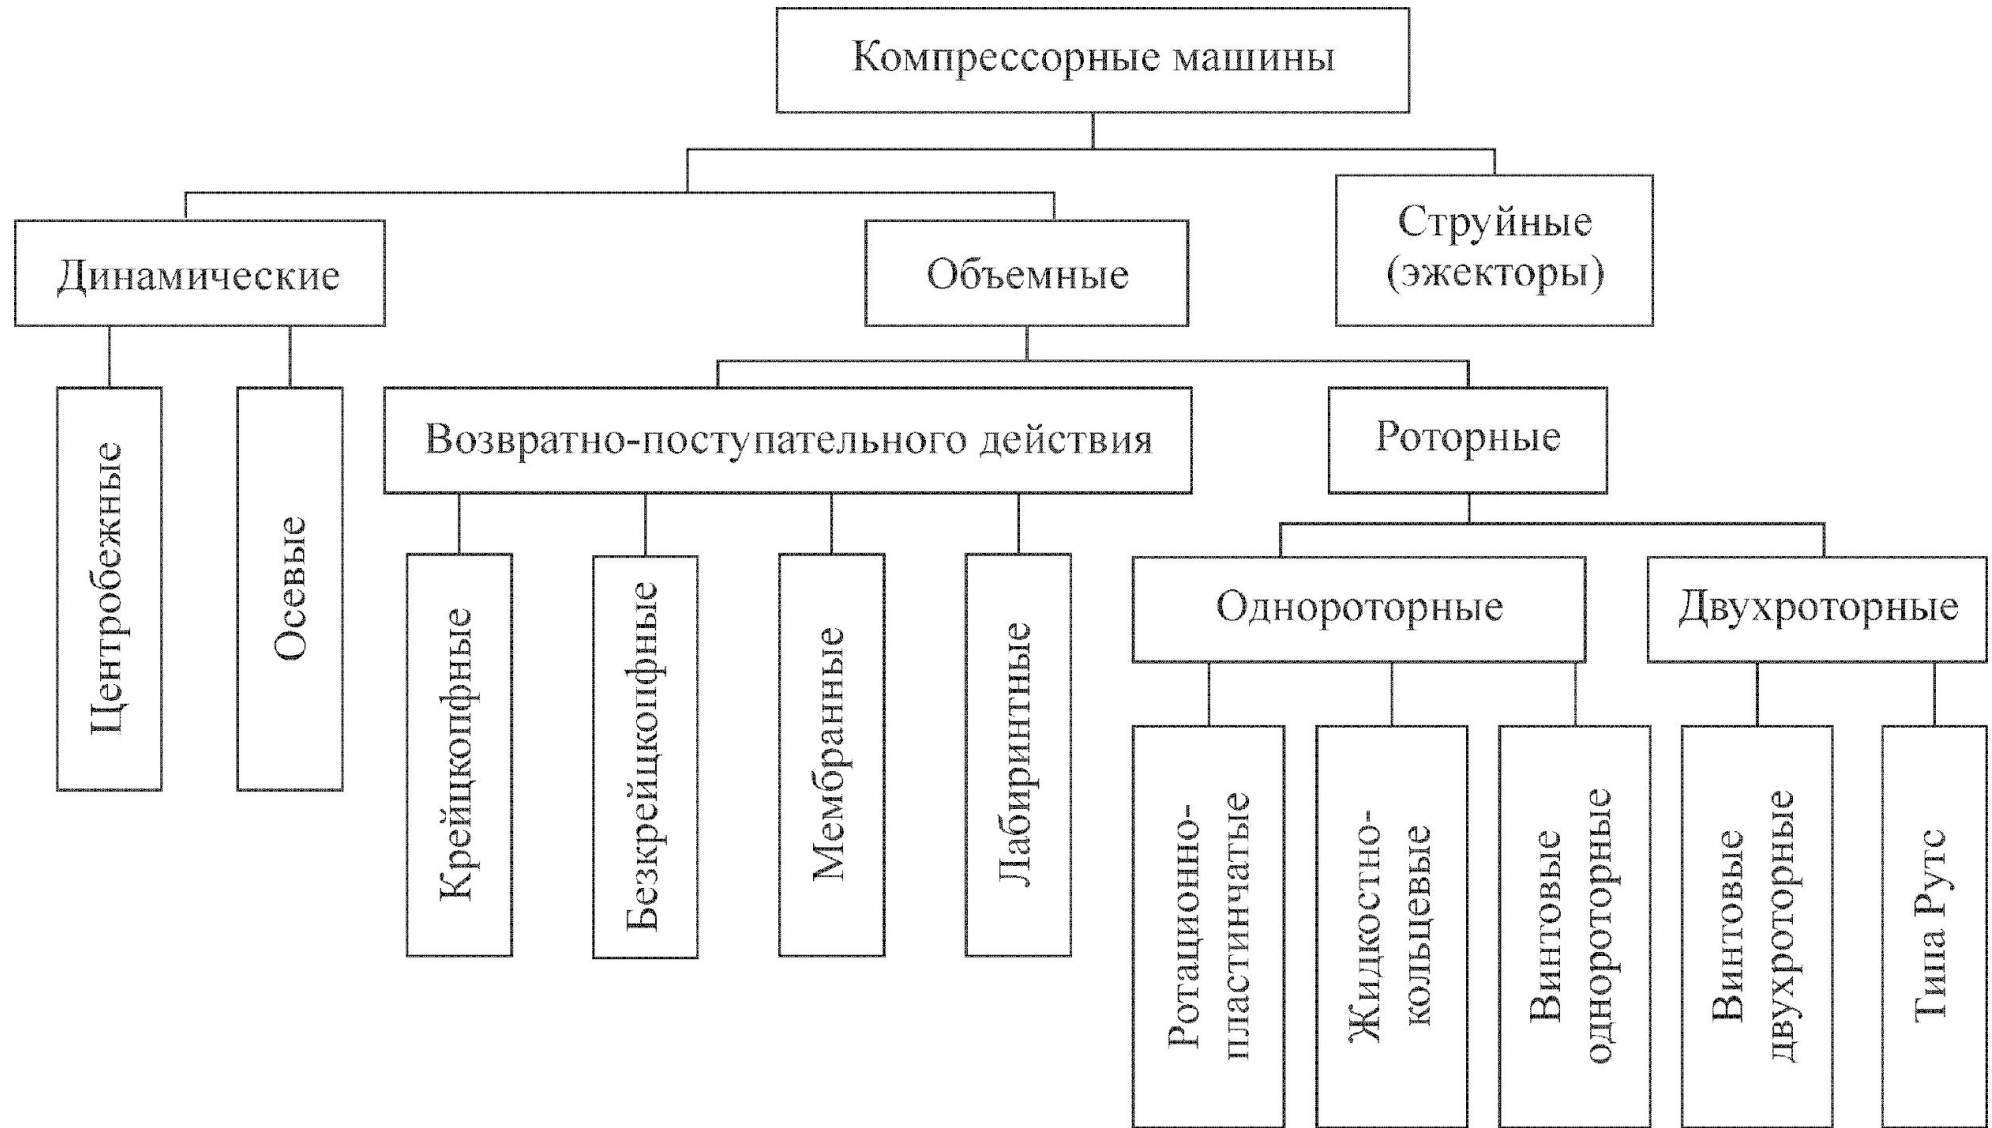 Компрессорные машины
Динамические
Объемные
Струйные
(эжекторы)
Центробежные
Осевые
Возвратно-поступательного действия
Роторные
Крейцкопфные
Безкрейцкопфные
Мембранные
Лабиринтные
Однороторные
Двухроторные
Ротационно-
пластинчатые
Жидкостно-
кольцевые
Винтовые
однороторные
Винтовые
двухроторные
Типа Рутс